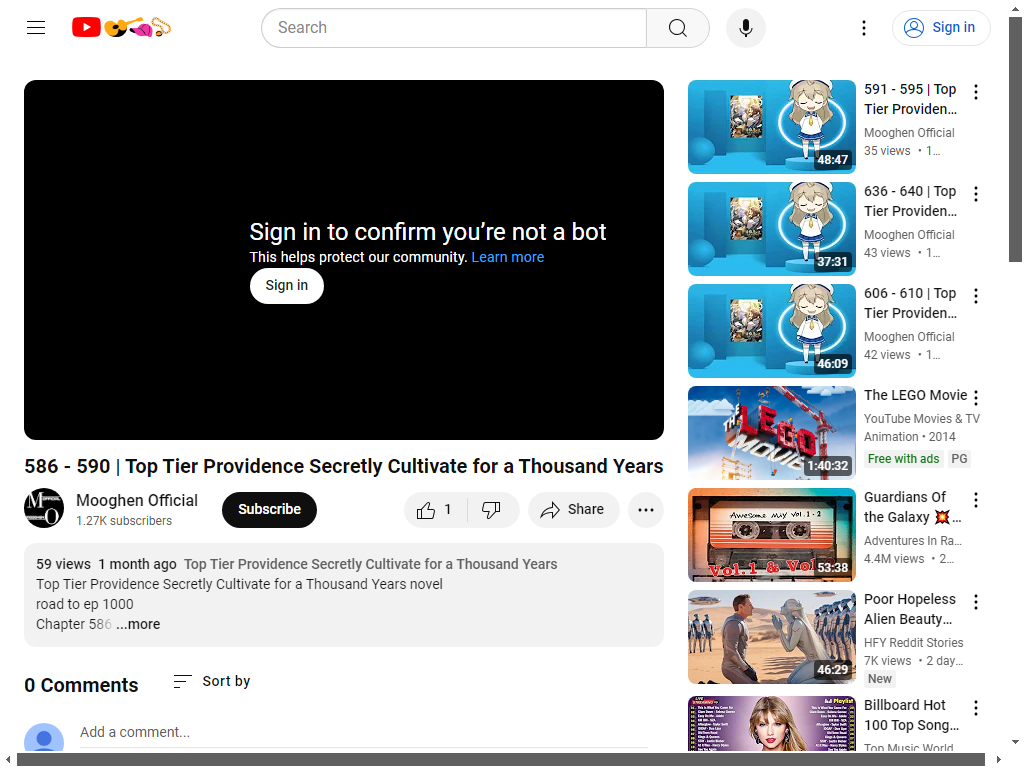 Search
Sign in
Sign in to confirm you’re not a bot
This helps protect our community. Learn more
Sign in
586 - 590 | Top Tier Providence Secretly Cultivate for a Thousand Years
Mooghen Official
1.27K subscribers
Subscribe
1
Share
59 views 1 month ago Top Tier Providence Secretly Cultivate for a Thousand Years
Top Tier Providence Secretly Cultivate for a Thousand Years novel
road to ep 1000
Chapter 586 ...more
0 Comments
Sort by
Add a comment...
591 - 595 | Top
Tier Providen...
Mooghen Official
35 views • 1...
48:47
636 - 640 | Top
Tier Providen...
Mooghen Official
43 views • 1...
37:31
606 - 610 | Top
Tier Providen...
Mooghen Official
42 views • 1...
46:09
THE LEGO MOVIE
1:40:32
The LEGO Movie
YouTube Movies & TV
Animation • 2014
Free with ads PG
Awesome Mix Vol. 1 - 2
Vol.1 & Vol
53:38
Guardians Of
the Galaxy 💥...
Adventures In Ra...
4.4M views • 2...
46:29
Poor Hopeless
Alien Beauty...
HFY Reddit Stories
7K views • 2 day...
New
Playlist
Billboard Hot
100 Top Song...
Top Music World